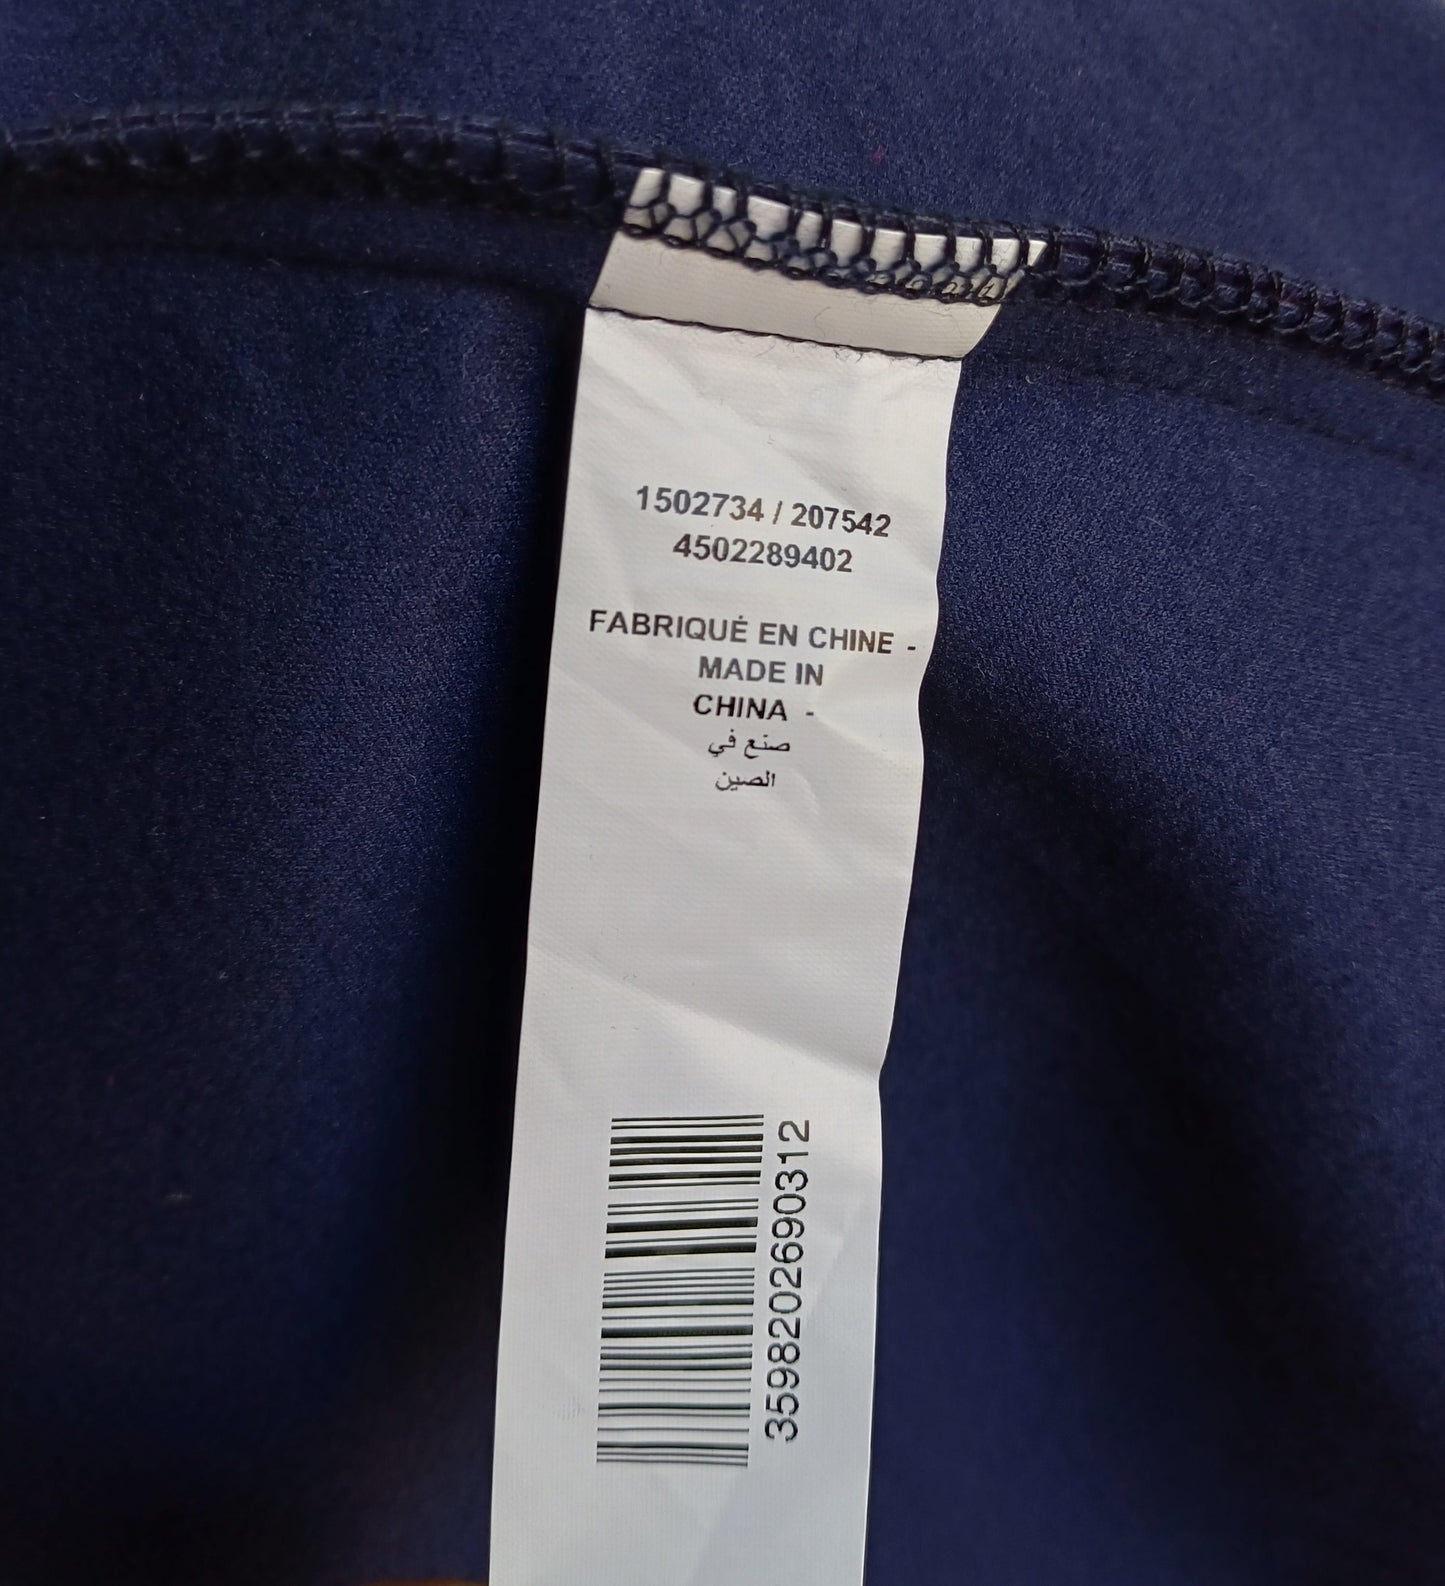 1502734 / 207542
4502289402
FABRIQUÉ EN CHINE -
MADE IN
CHINA -
صنع في
الصين
3598202690312